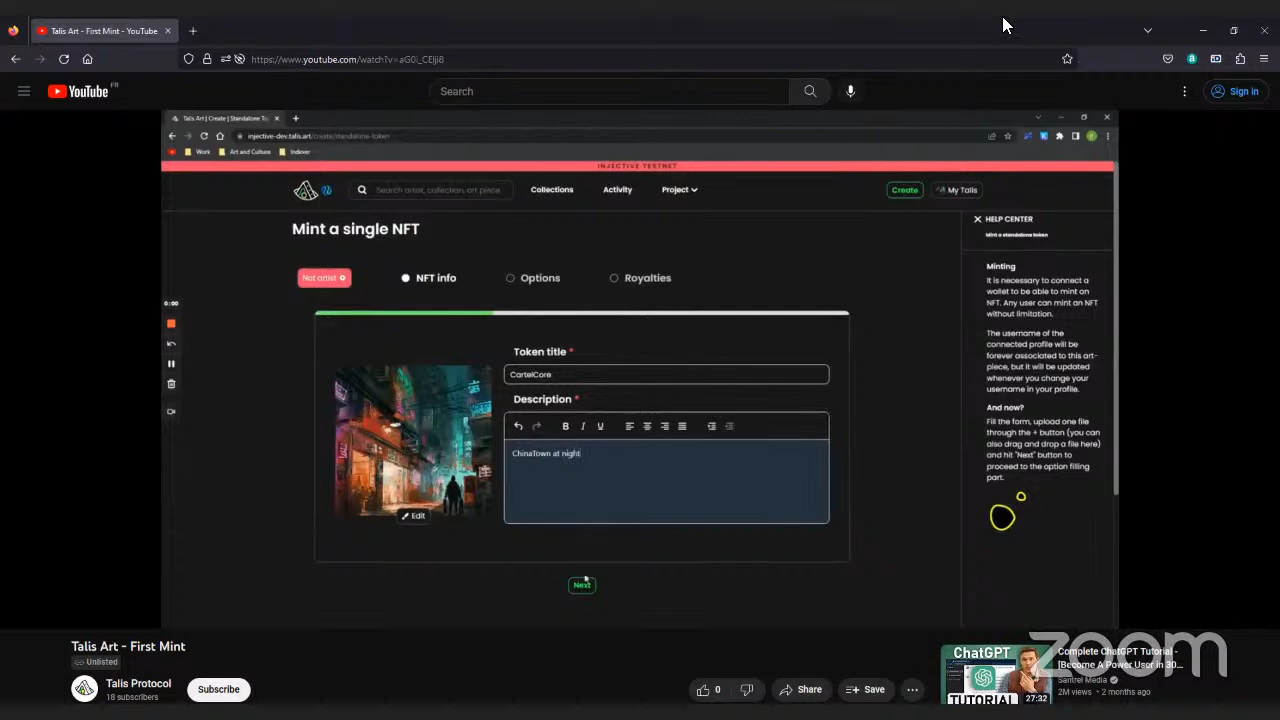 Talis Art - First Mint - YouTube
https://www.youtube.com/watch?v=aG0i_CEjji8
YouTube FR
Search
Sign in
Talis Art | Create | Standalone To
injective-dev.talis.art/create/standalone-token
Work
Art and Culture
Indexer
INJECTIVE TESTNET
Search artist, collection, art piece
Collections
Activity
Project
Create
My Talis
Mint a single NFT
Not artist
NFT info
Options
Royalties
0:00
Token title *
CartelCore
Description *
B I U
ChinaTown at night
Edit
Next
HELP CENTER
Mint a standalone token
Minting
It is necessary to connect a
wallet to be able to mint an
NFT. Any user can mint an NFT
without limitation.
The username of the
connected profile will be
forever associated to this art-
piece, but it will be updated
whenever you change your
username in your profile.
And now?
Fill the form, upload one file
through the + button (you can
also drag and drop a file here)
and hit "Next" button to
proceed to the option filling
part.
Talis Art - First Mint
Unlisted
Talis Protocol
18 subscribers
Subscribe
0
Share
Save
ChatGPT
TUTORIAL
27:32
Complete ChatGPT Tutorial -
[Become A Power User in 30...
Santrel Media
2M views • 2 months ago
zoom